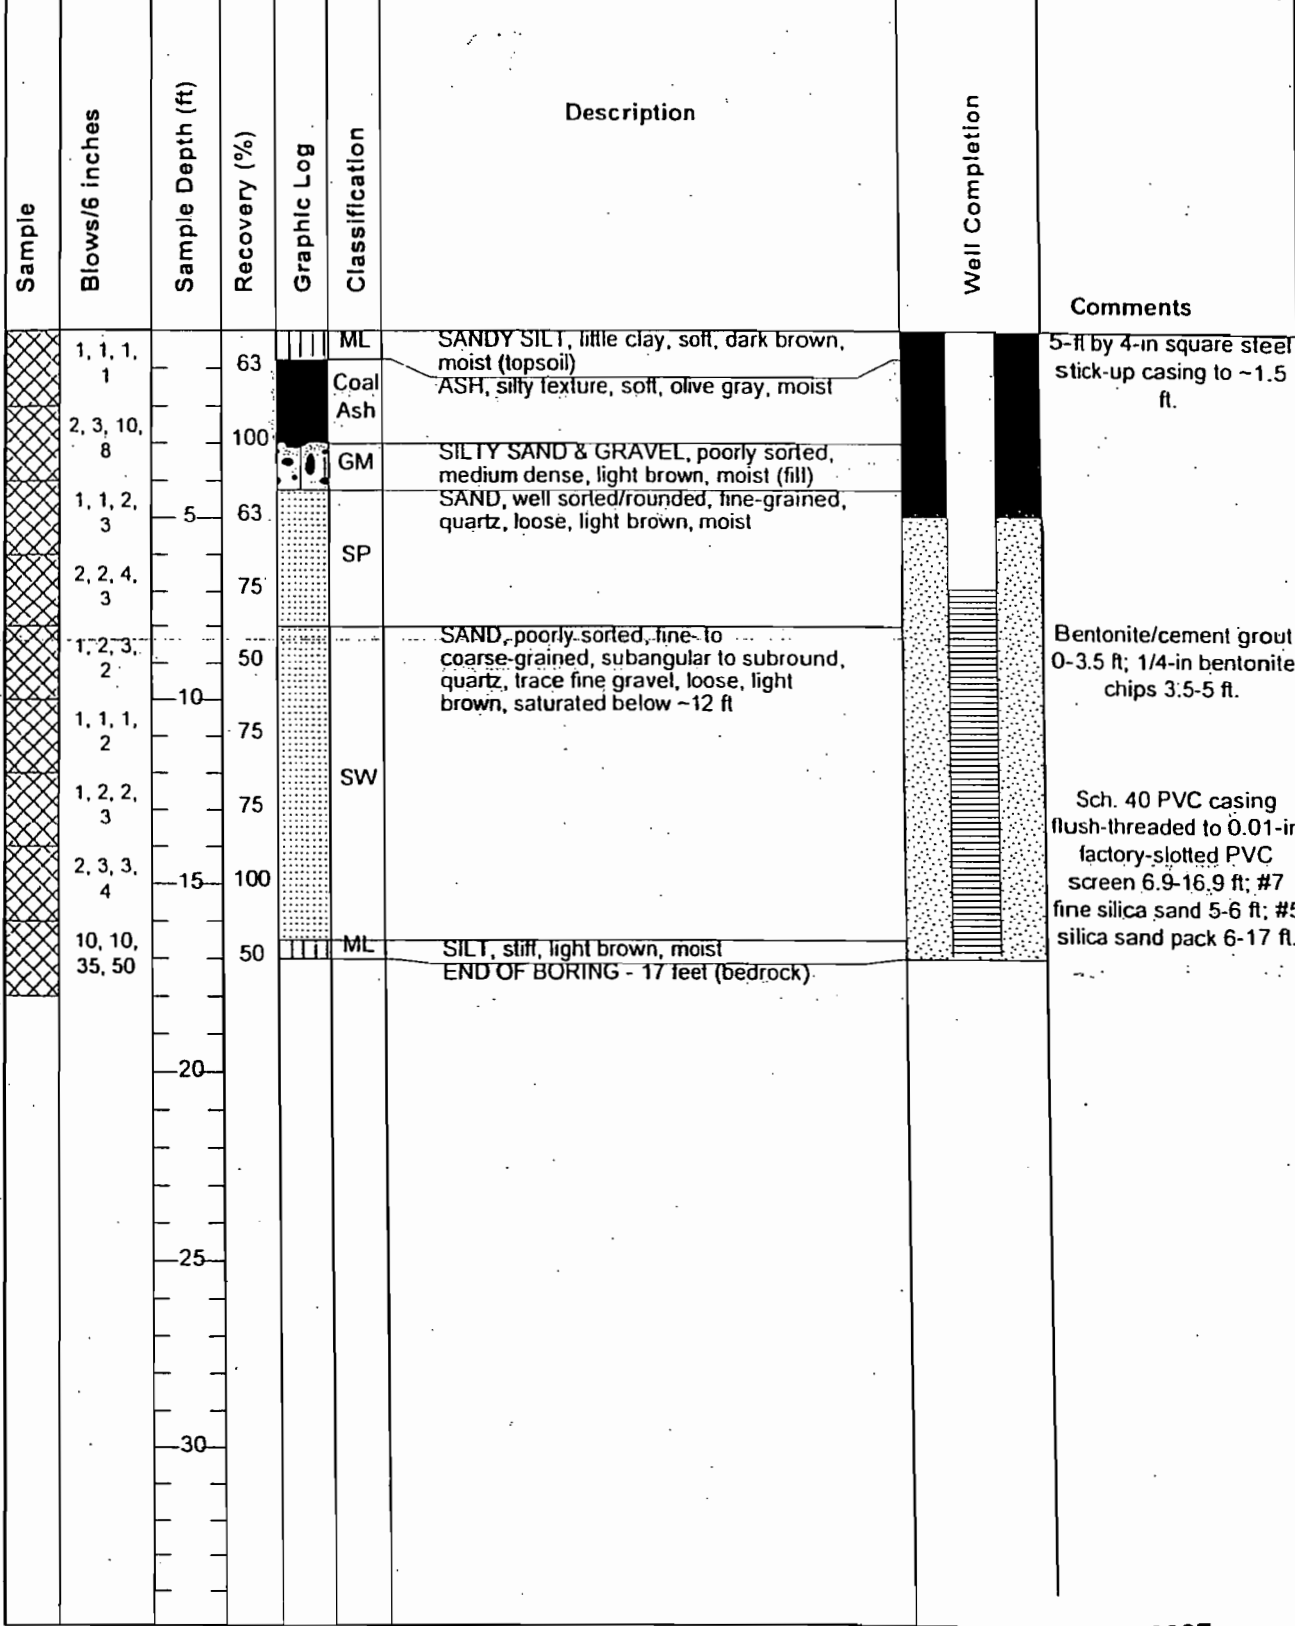 Sample
Blows/6 inches
Sample Depth (ft)
Recovery (%)
Graphic Log
Classification
Description
Well Completion
Comments
1, 1, 1,
1
63
ML
SANDY SILT, little clay, soft, dark brown,
moist (topsoil)
5-ft by 4-in square steel
stick-up casing to ~1.5
ft.
Coal
Ash
ASH, silty texture, soft, olive gray, moist
2, 3, 10,
8
100
GM
SILTY SAND & GRAVEL, poorly sorted,
medium dense, light brown, moist (fill)
1, 1, 2,
3
5
63
SP
SAND, well sorted/rounded, fine-grained,
quartz, loose, light brown, moist
2, 2, 4,
3
75
1, 2, 3,
2
50
SAND, poorly sorted, fine- to
coarse-grained, subangular to subround,
quartz, trace fine gravel, loose, light
brown, saturated below ~12 ft
Bentonite/cement grout
0-3.5 ft; 1/4-in bentonite
chips 3.5-5 ft.
10
1, 1, 1,
2
75
SW
1, 2, 2,
3
75
Sch. 40 PVC casing
flush-threaded to 0.01-in
factory-slotted PVC
screen 6.9-16.9 ft; #7
fine silica sand 5-6 ft; #5
silica sand pack 6-17 ft.
2, 3, 3,
4
15
100
10, 10,
35, 50
50
ML
SILT, stiff, light brown, moist
END OF BORING - 17 feet (bedrock)
20
25
30